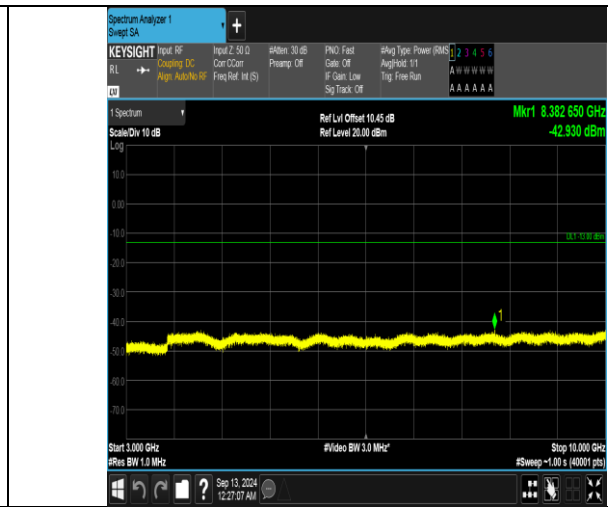 Spectrum Analyzer 1
Swept SA
+
KEYSIGHT Input: RF Input Z: 50 Ω #Atten: 30 dB PNO: Fast #Avg Type: Power (RMS 1 2 3 4 5 6
RL Coupling: DC Corr CCorr Preamp: Off Gate: Off Avg|Hold: 1/1 A W W W W W
Align: Auto/No RF Freq Ref: Int (S) IF Gain: Low Trig: Free Run
Sig Track: Off A A A A A A
LXI
1 Spectrum Ref Lvl Offset 10.45 dB Mkr1 8.382 650 GHz
Scale/Div 10 dB Ref Level 20.00 dBm -42.930 dBm
Log
10.0
0.00
-10.0
DL1 -13.00 dBm
-20.0
-30.0
-40.0
1
-50.0
-60.0
-70.0
Start 3.000 GHz #Video BW 3.0 MHz* Stop 10.000 GHz
#Res BW 1.0 MHz #Sweep ~1.00 s (40001 pts)
? Sep 13, 2024
12:27:07 AM